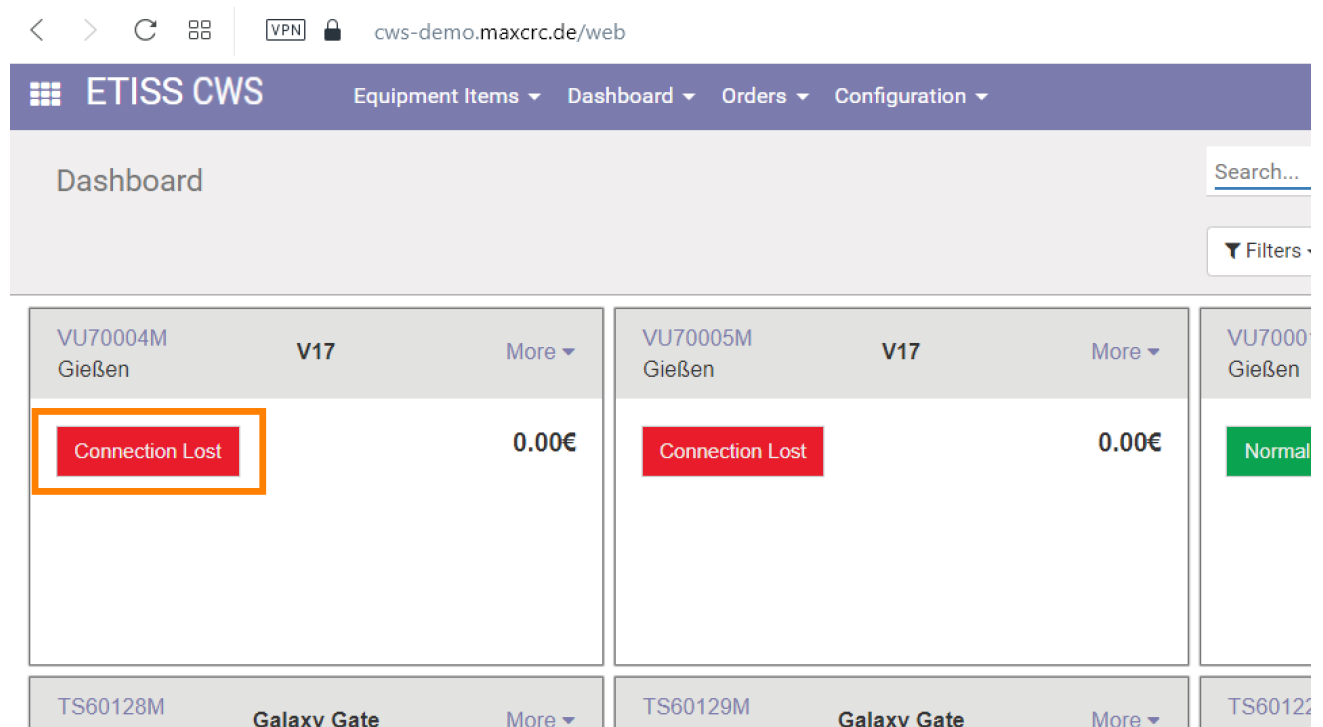 VPN cws-demo.maxcrc.de/web
ETISS CWS Equipment Items Dashboard Orders Configuration
Dashboard
Search...
Filters
VU70004M V17 More
Gießen
Connection Lost 0.00€
VU70005M V17 More
Gießen
Connection Lost 0.00€
Gießen
Normal
TS60128M Galaxy Gate More
TS60129M Galaxy Gate More